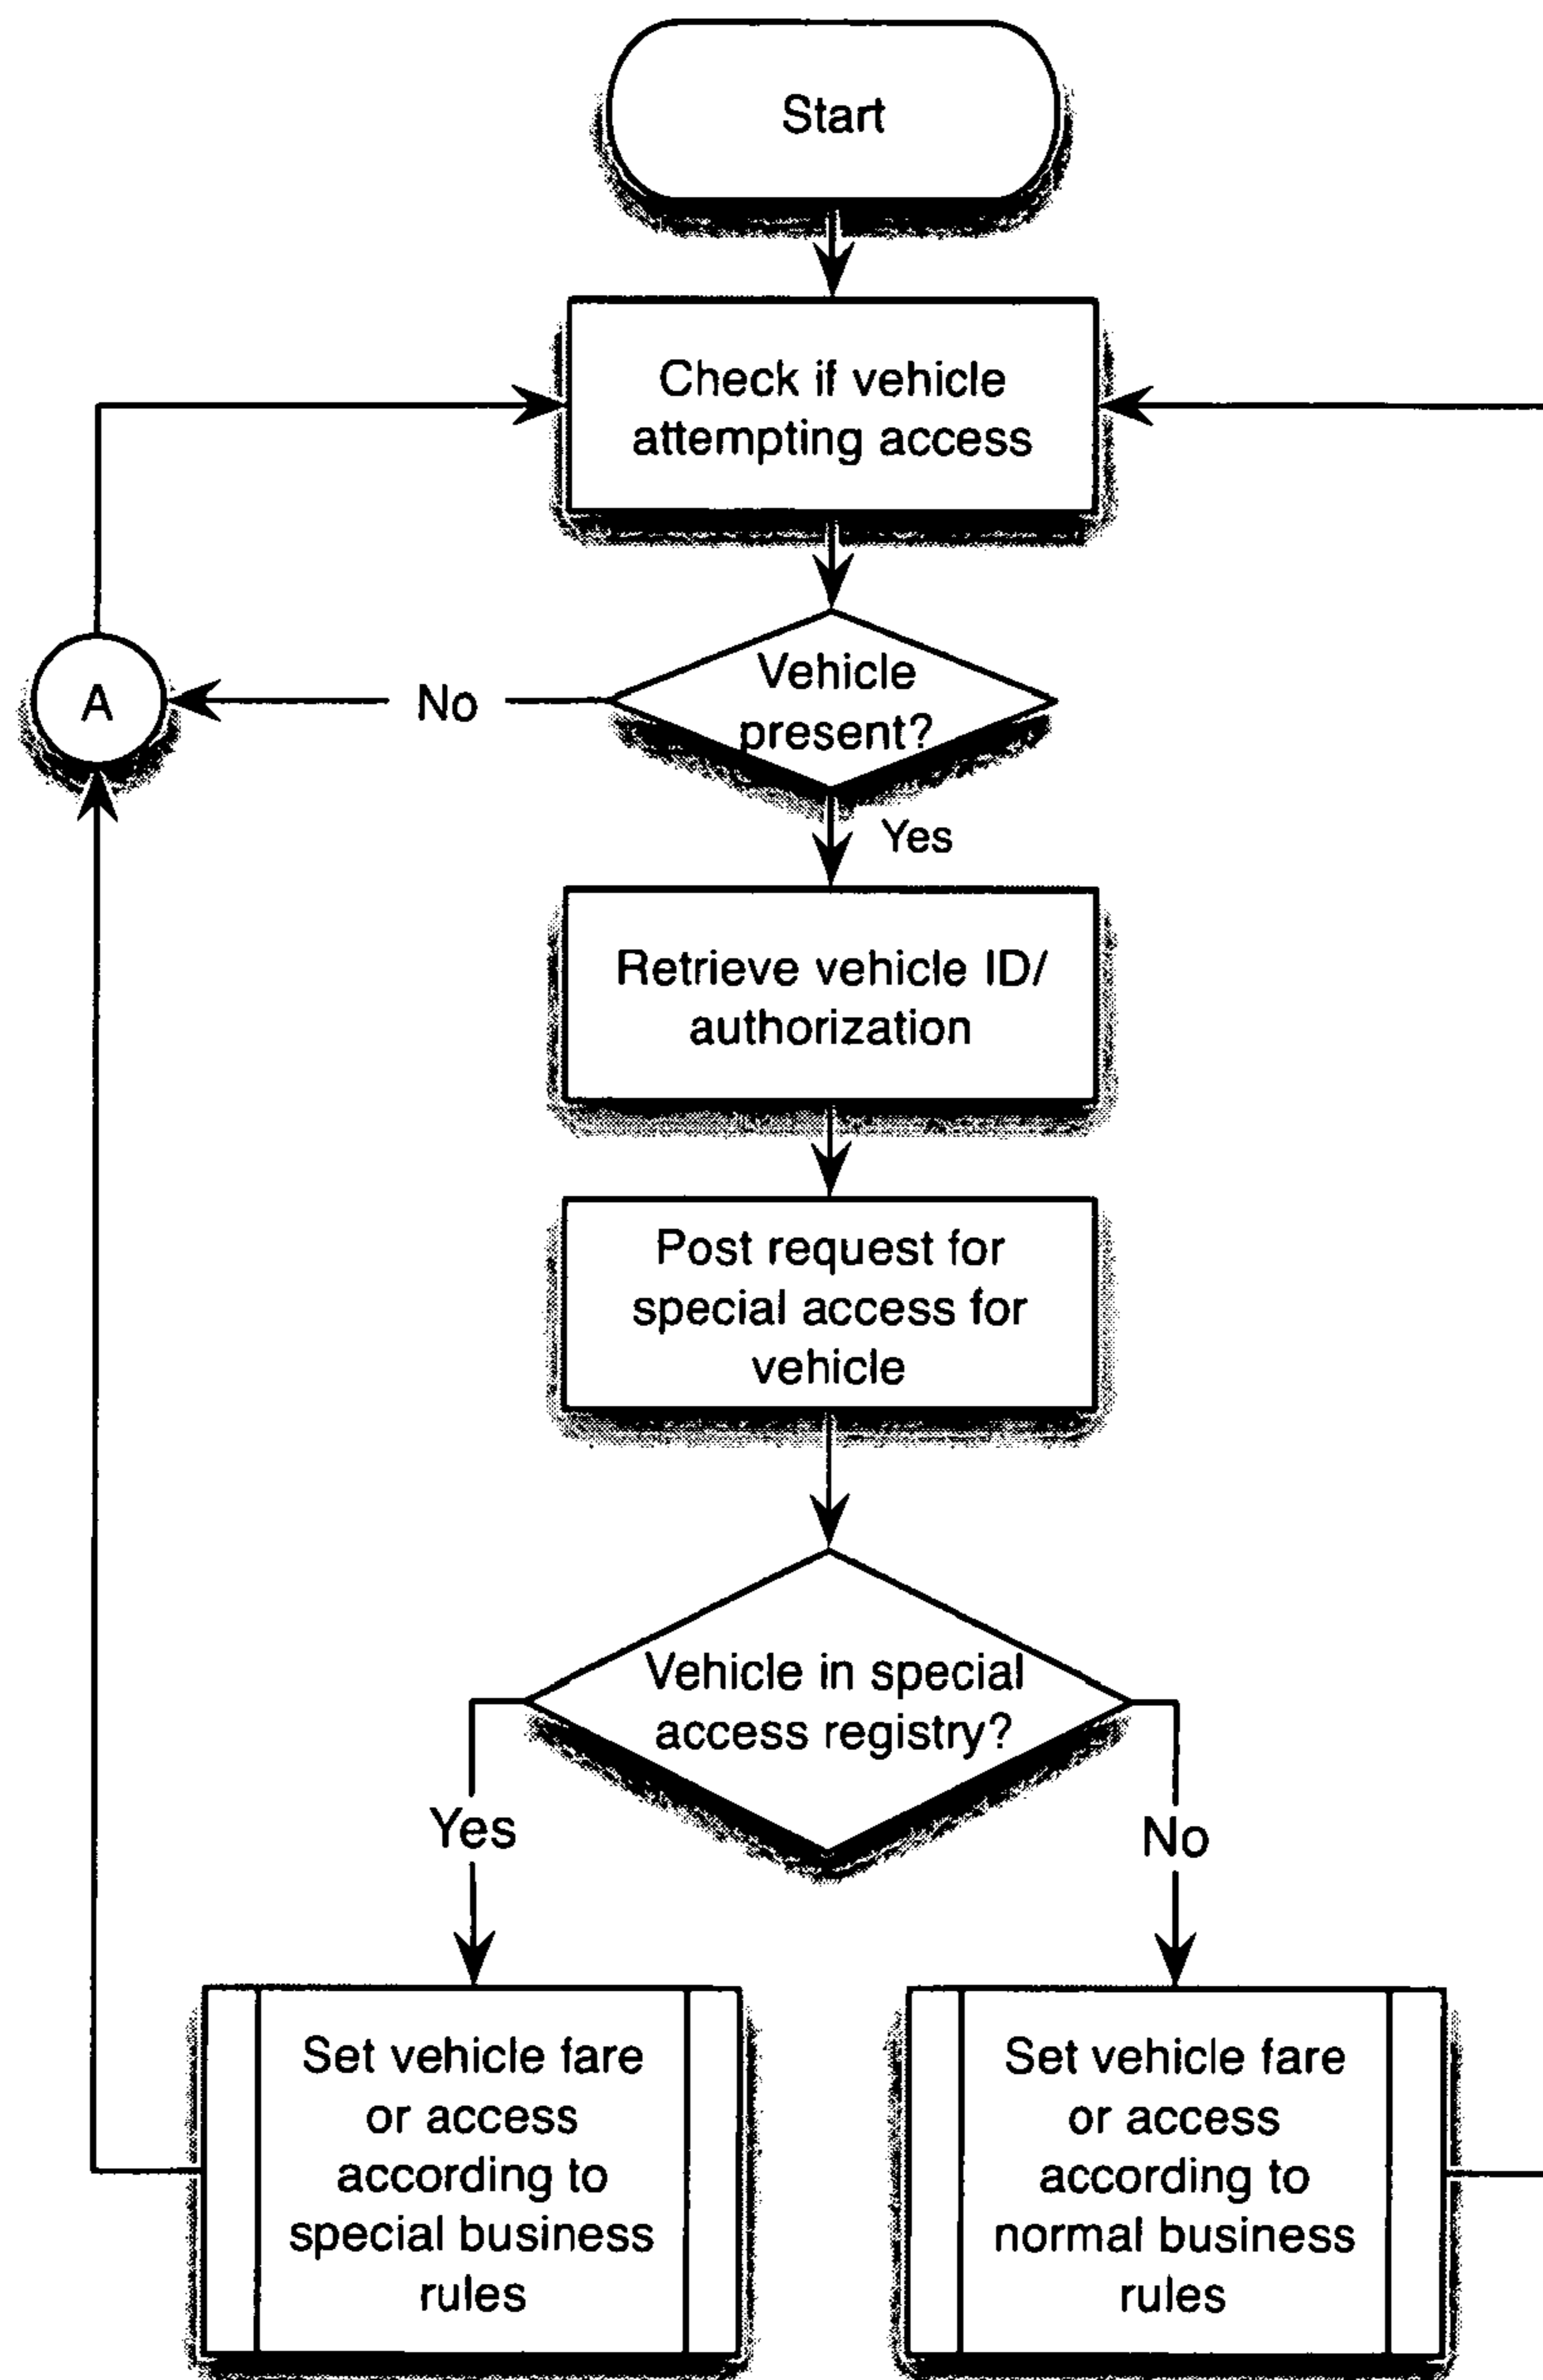 Start
Check if vehicle
attempting access
Vehicle
present?
No
A
Yes
Retrieve vehicle ID/
authorization
Post request for
special access for
vehicle
Vehicle in special
access registry?
Yes
No
Set vehicle fare
or access
according to
special business
rules
Set vehicle fare
or access
according to
normal business
rules